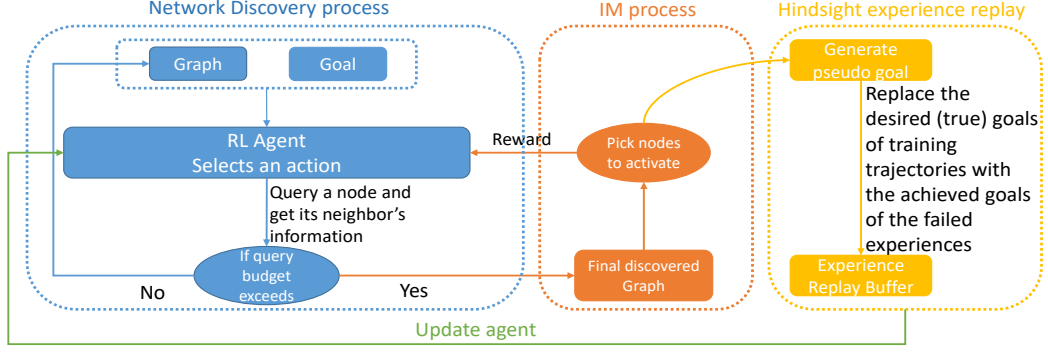 Network Discovery process
Graph
Goal
RL Agent
Selects an action
Query a node and
get its neighbor's
information
If query
budget
exceeds
No
Yes
IM process
Reward
Pick nodes
to activate
Final discovered
Graph
Hindsight experience replay
Generate
pseudo goal
Replace the
desired (true) goals
of training
trajectories with
the achieved goals
of the failed
experiences
Experience
Replay Buffer
Update agent